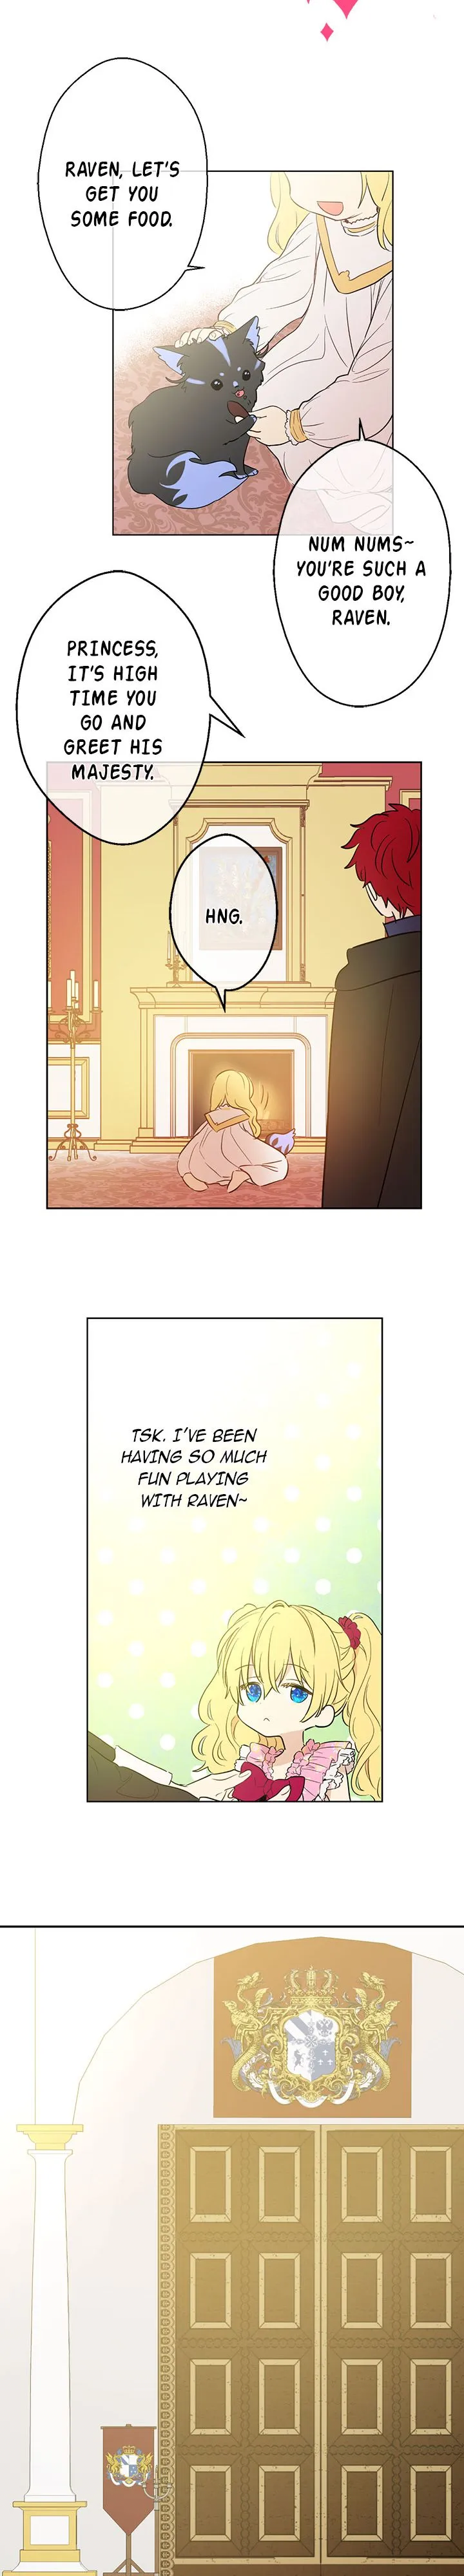 RAVEN, LET'S
GET YOU
SOME FOOD.
NUM NUMS~
YOU'RE SUCH A
GOOD BOY,
RAVEN.
PRINCESS,
IT'S HIGH
TIME YOU
GO AND
GREET HIS
MAJESTY.
HNG.
TSK. I'VE BEEN
HAVING SO MUCH
FUN PLAYING
WITH RAVEN~